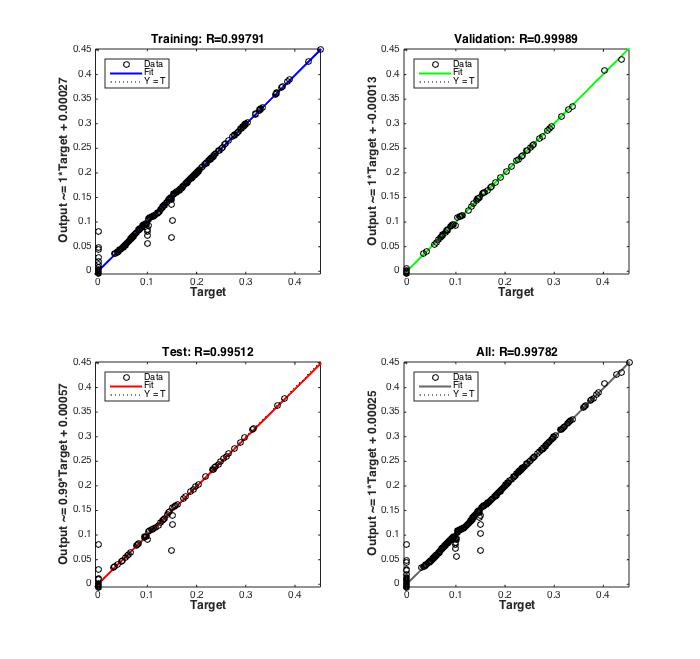 Training: R=0.99791
Output ~= 1*Target + 0.00027
0.45
0.4
0.35
0.3
0.25
0.2
0.15
0.1
0.05
0
Data
Fit
Y = T
0 0.1 0.2 0.3 0.4
Target
Validation: R=0.99989
Output ~= 1*Target + -0.00013
0.45
0.4
0.35
0.3
0.25
0.2
0.15
0.1
0.05
0
Data
Fit
Y = T
0 0.1 0.2 0.3 0.4
Target
Test: R=0.99512
Output ~= 0.99*Target + 0.00057
0.45
0.4
0.35
0.3
0.25
0.2
0.15
0.1
0.05
0
Data
Fit
Y = T
0 0.1 0.2 0.3 0.4
Target
All: R=0.99782
Output ~= 1*Target + 0.00025
0.45
0.4
0.35
0.3
0.25
0.2
0.15
0.1
0.05
0
Data
Fit
Y = T
0 0.1 0.2 0.3 0.4
Target